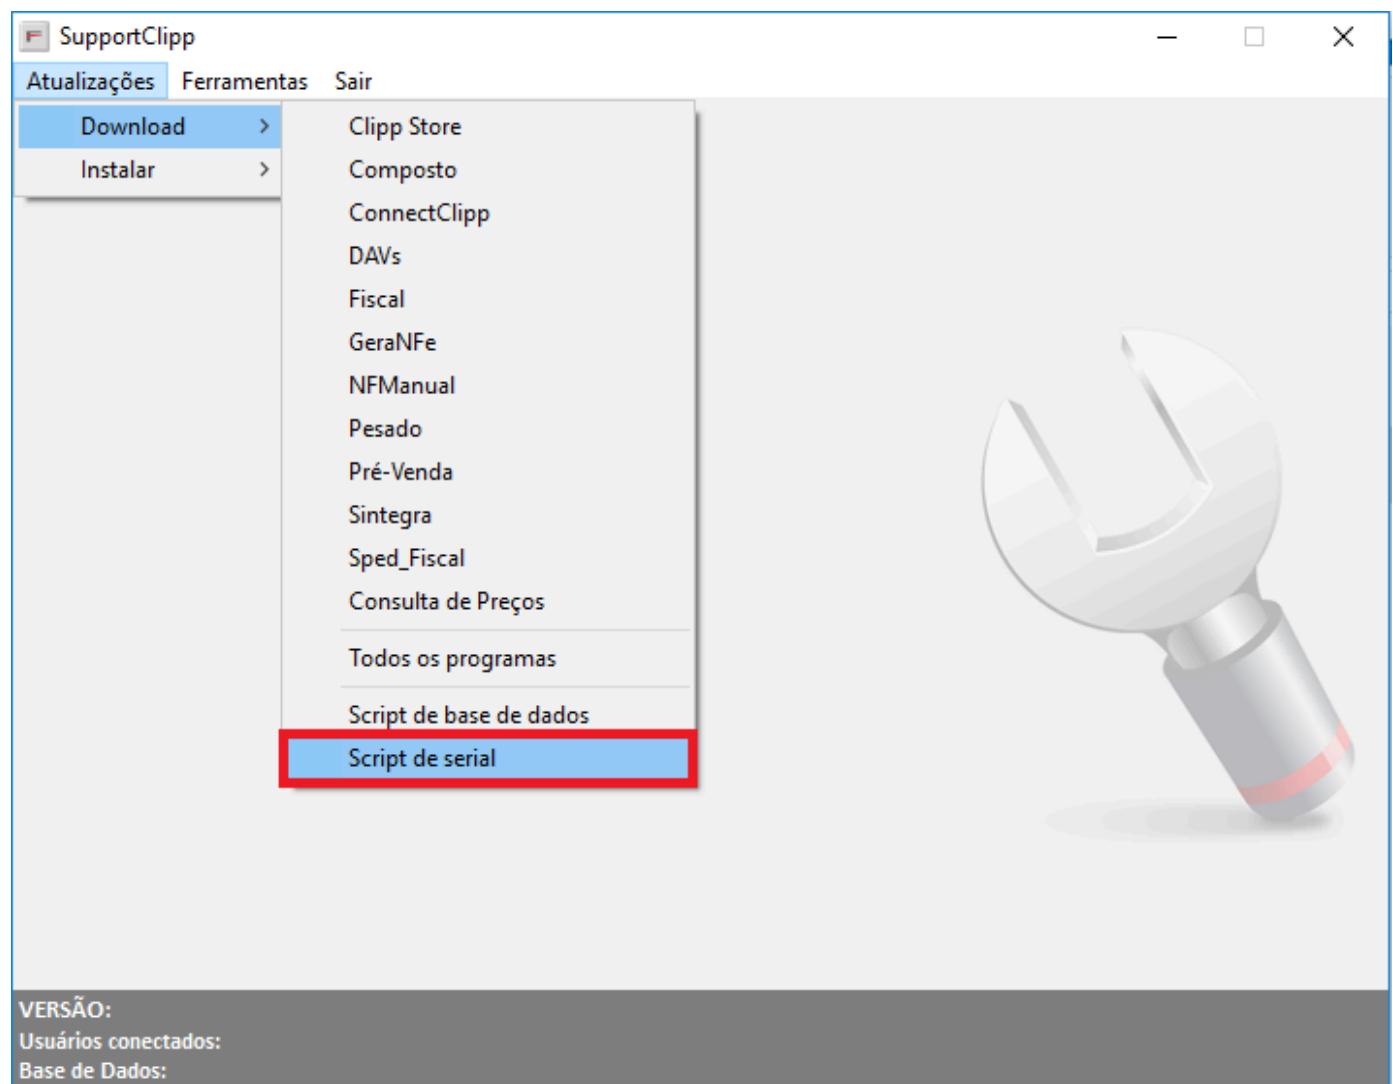 SupportClipp
Atualizações Ferramentas Sair
Download
Instalar
Clipp Store
Composto
ConnectClipp
DAVs
Fiscal
GeraNFe
NFManual
Pesado
Pré-Venda
Sintegra
Sped_Fiscal
Consulta de Preços
Todos os programas
Script de base de dados
Script de serial
VERSÃO:
Usuários conectados:
Base de Dados: